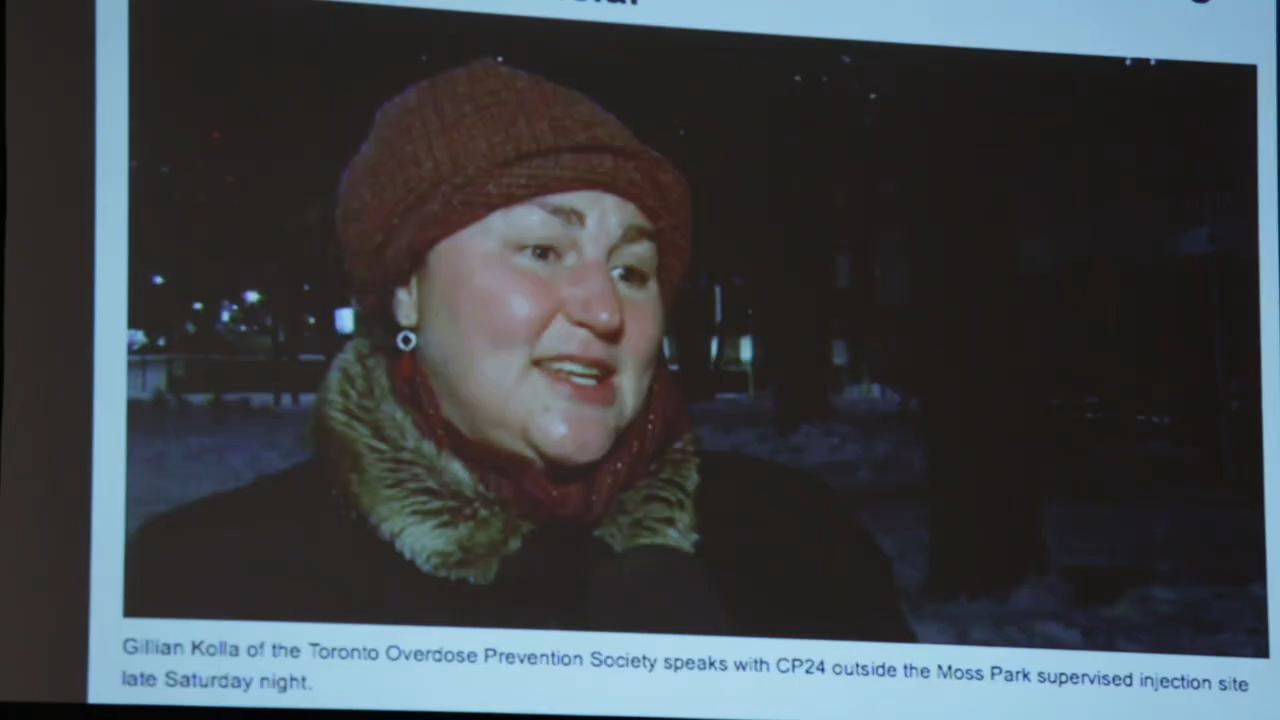 Gillian Kolla of the Toronto Overdose Prevention Society speaks with CP24 outside the Moss Park supervised injection site
late Saturday night.